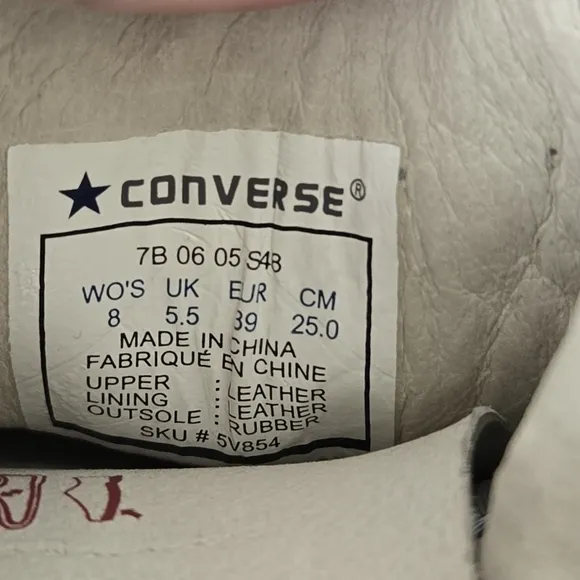 CONVERSE®
7B 06 05 S48
WO'S UK EUR CM
8 5.5 39 25.0
MADE IN CHINA
FABRIQUÉ EN CHINE
UPPER : LEATHER
LINING : LEATHER
OUTSOLE : RUBBER
SKU # 5V854